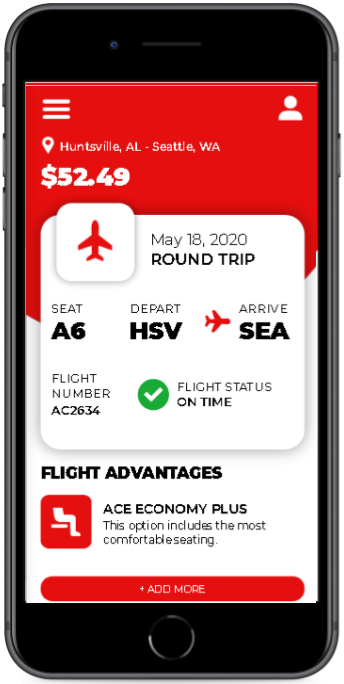 Huntsville, AL - Seattle, WA
$52.49
May 18, 2020
ROUND TRIP
SEAT
A6
DEPART
HSV
ARRIVE
SEA
FLIGHT
NUMBER
AC2634
FLIGHT STATUS
ON TIME
FLIGHT ADVANTAGES
ACE ECONOMY PLUS
This option includes the most
comfortable seating.
+ ADD MORE